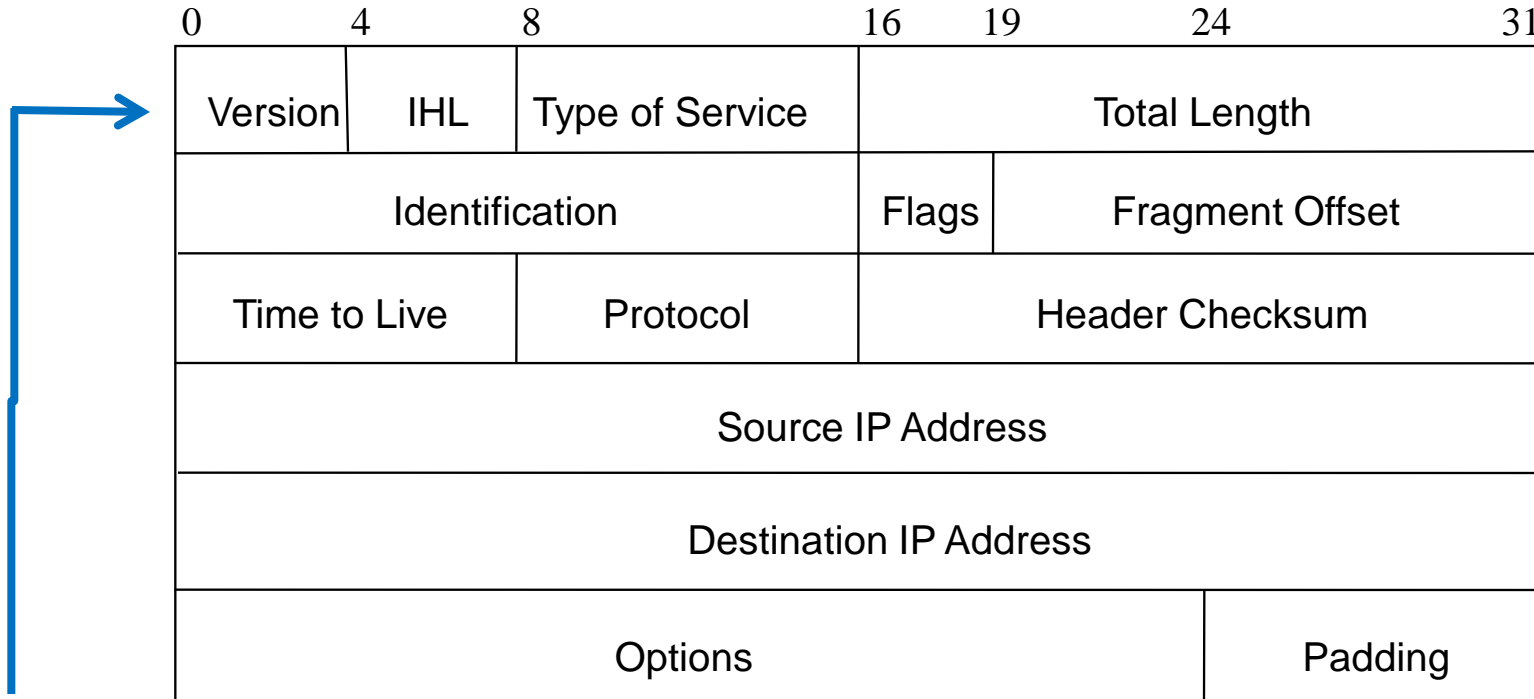 0 4 8 16 19 24 31
Version IHL Type of Service Total Length
Identification Flags Fragment Offset
Time to Live Protocol Header Checksum
Source IP Address
Destination IP Address
Options Padding